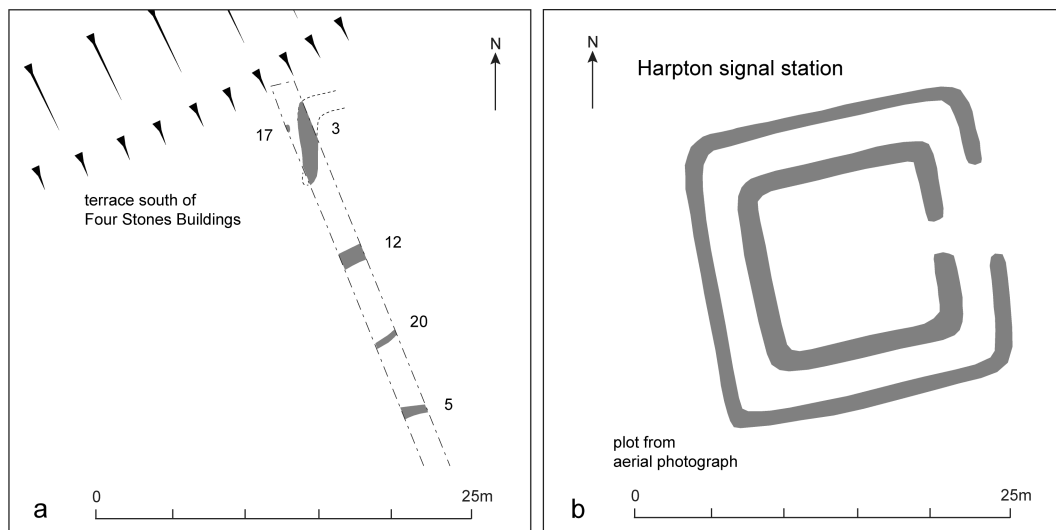 N
17
3
terrace south of
Four Stones Buildings
12
20
5
0
25m
a
N
Harpton signal station
plot from
aerial photograph
0
25m
b